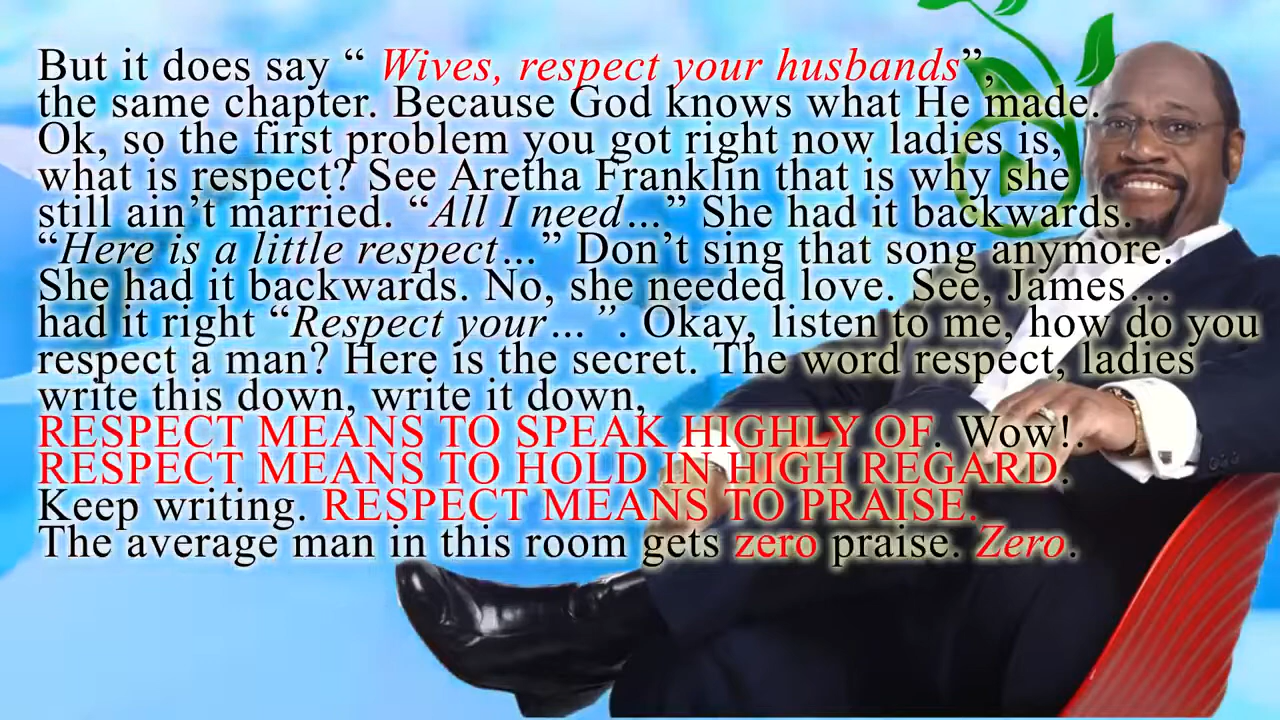 But it does say “ Wives, respect your husbands”,
the same chapter. Because God knows what He made.
Ok, so the first problem you got right now ladies is,
what is respect? See Aretha Franklin that is why she
still ain’t married. “All I need...” She had it backwards.
“Here is a little respect...” Don’t sing that song anymore.
She had it backwards. No, she needed love. See, James...
had it right “Respect your... ”. Okay, listen to me, how do you
respect a man? Here is the secret. The word respect, ladies
write this down, write it down,
RESPECT MEANS TO SPEAK HIGHLY OF. Wow!.
RESPECT MEANS TO HOLD IN HIGH REGARD.
Keep writing. RESPECT MEANS TO PRAISE.
The average man in this room gets zero praise. Zero.